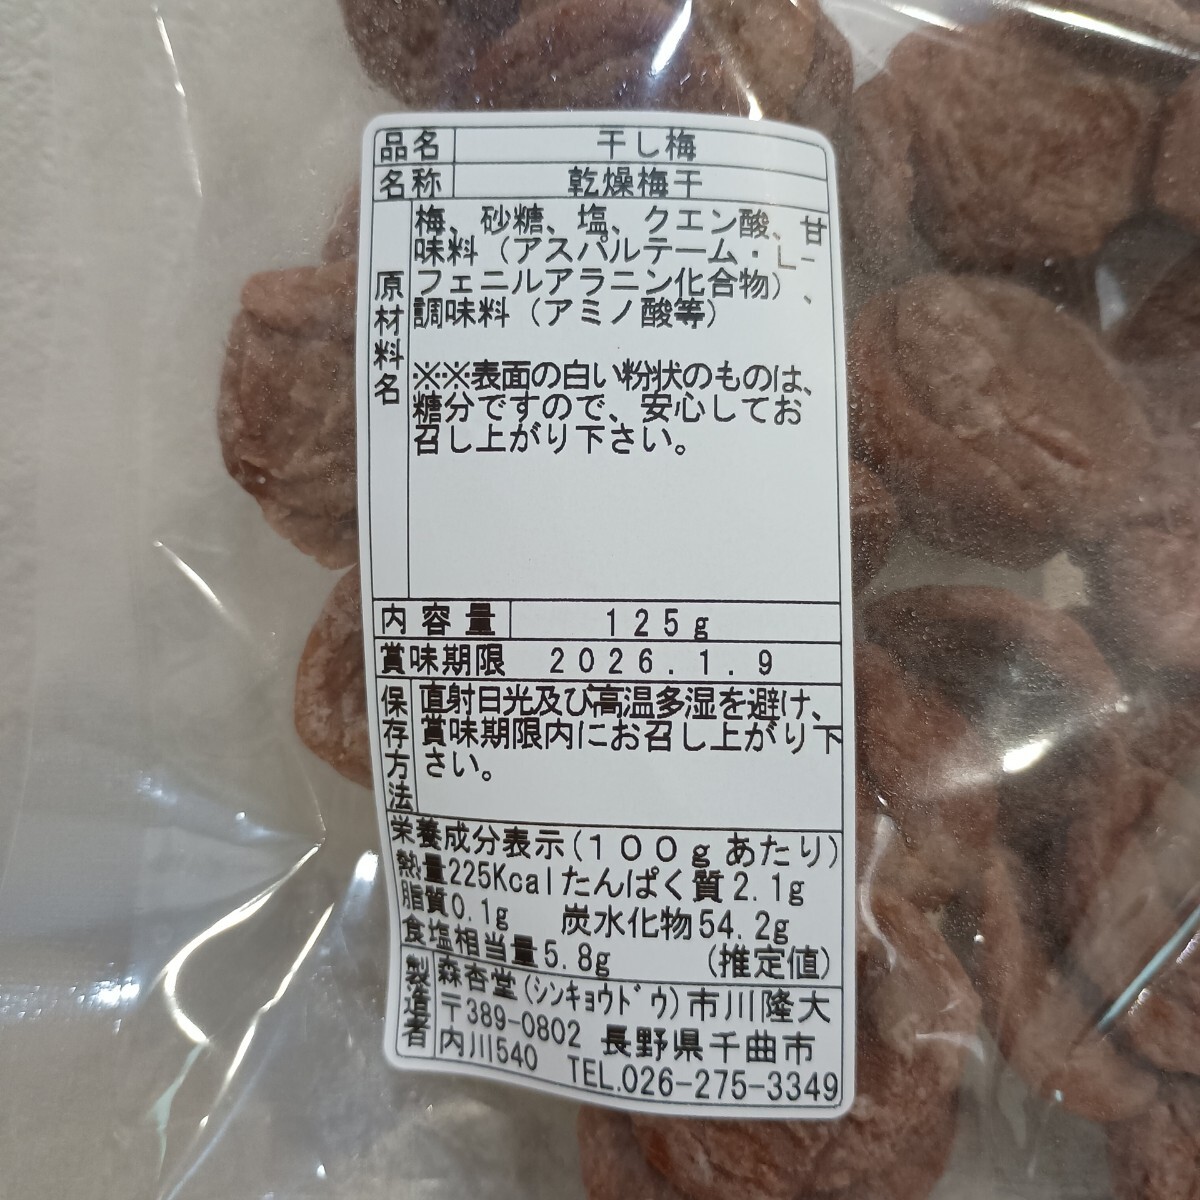 品名 干し梅
名称 乾燥梅干
原材料名
梅、砂糖、塩、クエン酸、甘
味料（アスパルテーム・L-
フェニルアラニン化合物）、
調味料（アミノ酸等）
※※表面の白い粉状のものは、
糖分ですので、安心してお
召し上がり下さい。
内容量 125g
賞味期限 2026.1.9
保存方法
直射日光及び高温多湿を避け、
賞味期限内にお召し上がり下
さい。
栄養成分表示(100gあたり)
熱量225Kcalたんぱく質2.1g
脂質0.1g 炭水化物54.2g
食塩相当量5.8g (推定値)
製造者
森杏堂(シンキョウドウ)市川隆大
〒389-0802 長野県千曲市
内川540 TEL.026-275-3349